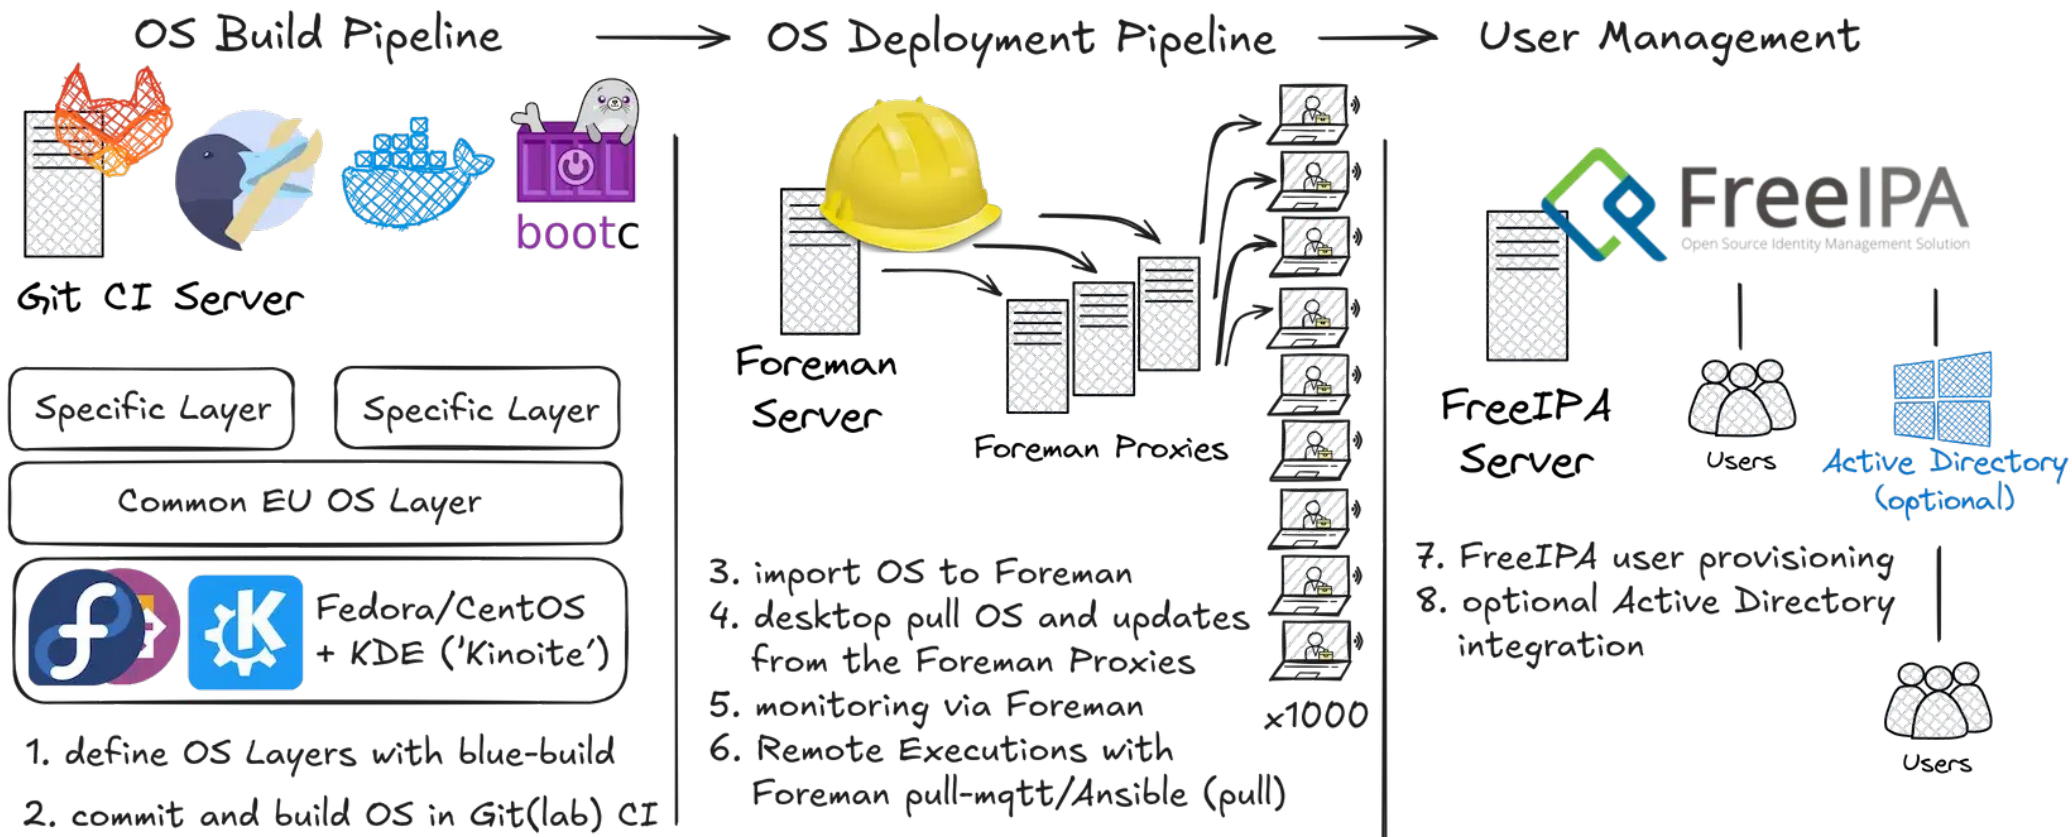 OS Build Pipeline
OS Deployment Pipeline
User Management
bootc
Git CI Server
Specific Layer
Specific Layer
Common EU OS Layer
Fedora/CentOS
+ KDE ('Kinoite')
1. define OS Layers with blue-build
2. commit and build OS in Git(lab) CI
Foreman
Server
Foreman Proxies
3. import OS to Foreman
4. desktop pull OS and updates
from the Foreman Proxies
5. monitoring via Foreman
6. Remote Executions with
Foreman pull-mqtt/Ansible (pull)
x1000
FreeIPA
Open Source Identity Management Solution
FreeIPA
Server
Users
Active Directory
(optional)
7. FreeIPA user provisioning
8. optional Active Directory
integration
Users